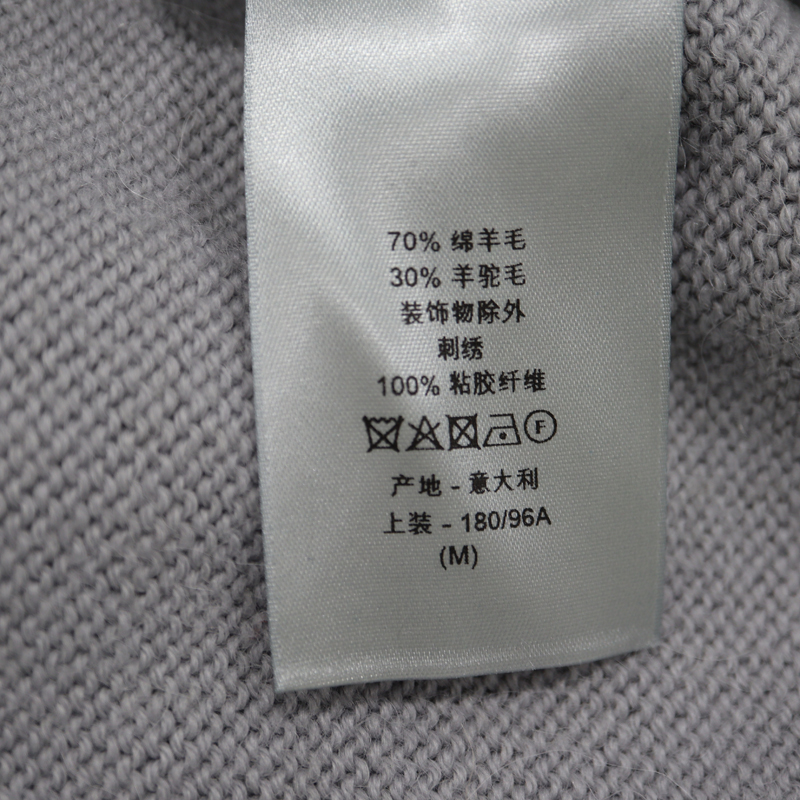 70% 绵羊毛
30% 羊驼毛
装饰物除外
刺绣
100% 粘胶纤维
F
产地 - 意大利
上装 - 180/96A
(M)